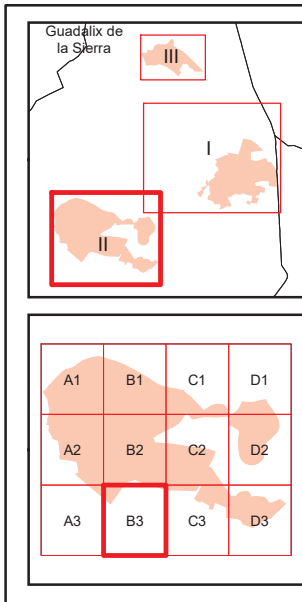 Guadalix de
la Sierra
III
I
II
A1 B1 C1 D1
A2 B2 C2 D2
A3 B3 C3 D3